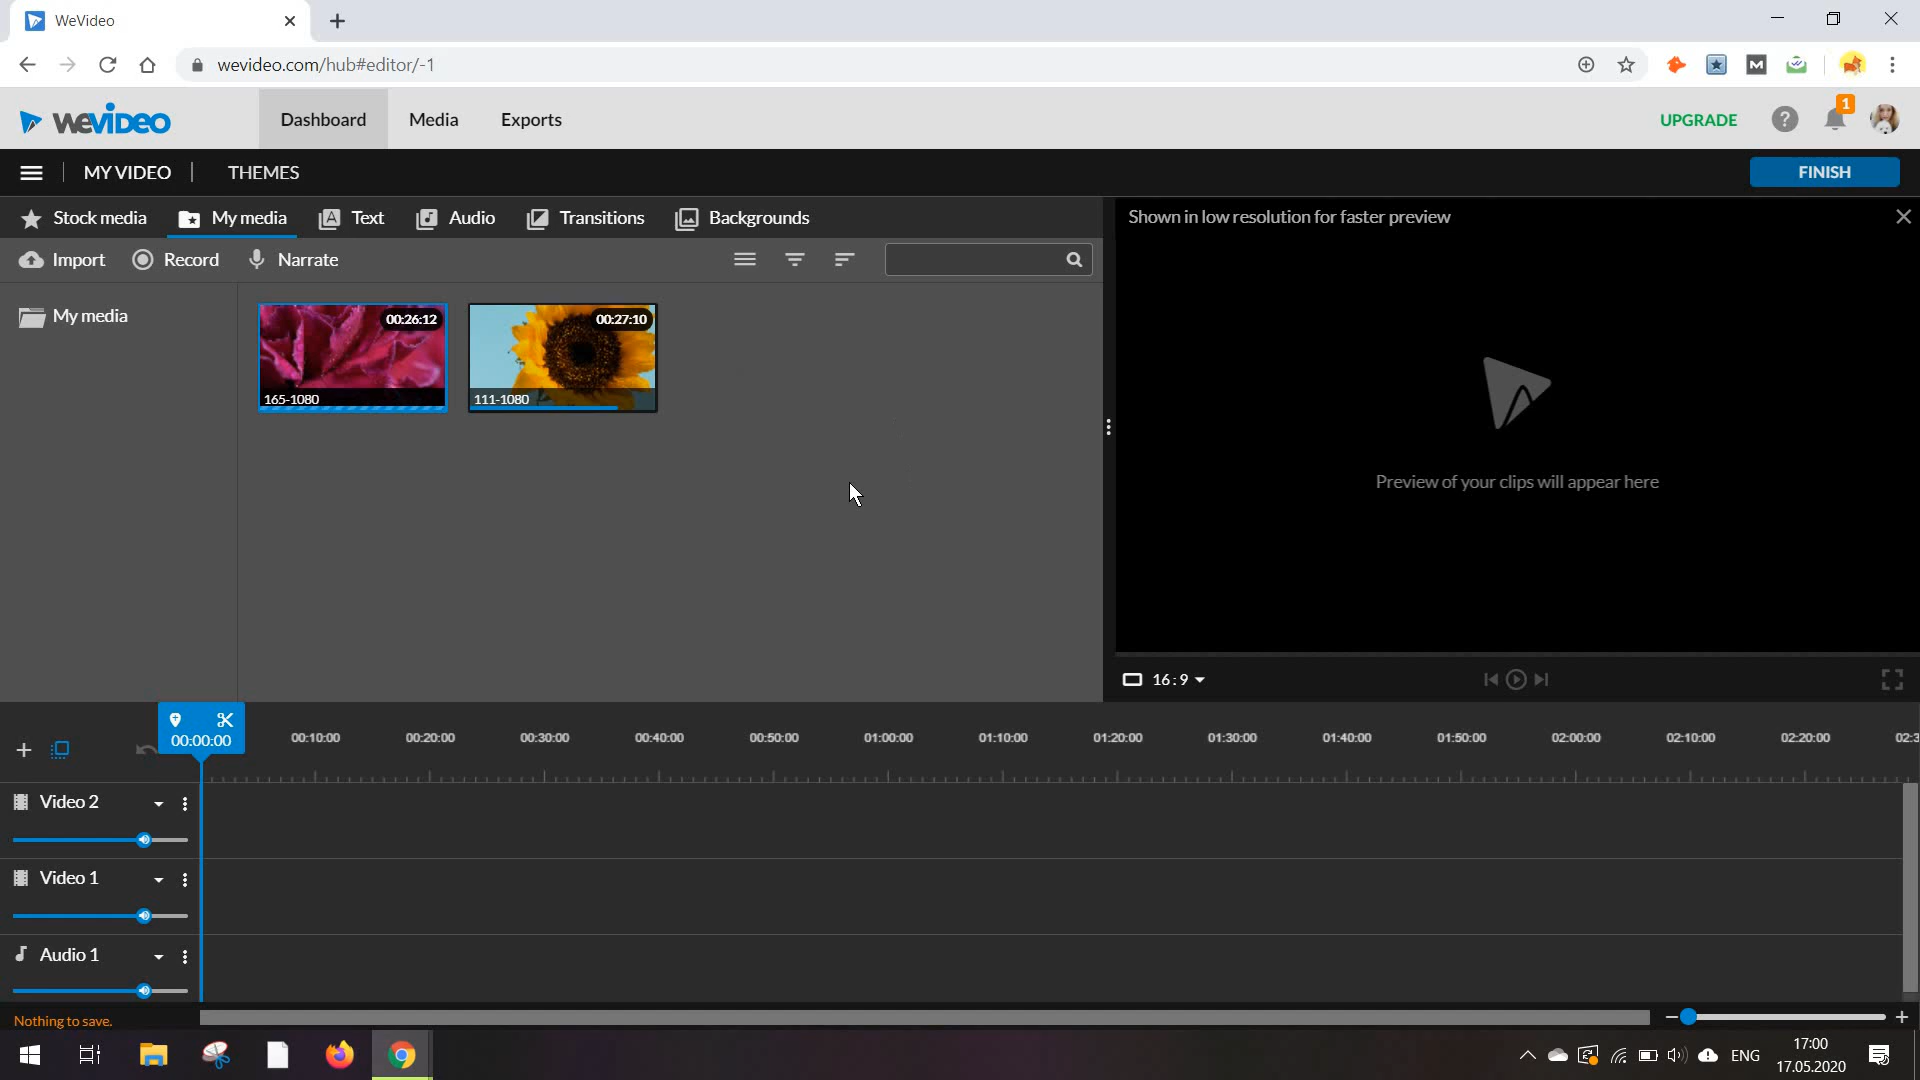 WeVideo
wevideo.com/hub#editor/-1
WEVIDEO
Dashboard
Media
Exports
UPGRADE
1
MY VIDEO
THEMES
FINISH
Stock media
My media
Text
Audio
Transitions
Backgrounds
Shown in low resolution for faster preview
Import
Record
Narrate
My media
00:26:12
165-1080
00:27:10
111-1080
Preview of your clips will appear here
16:9
00:00:00
00:10:00
00:20:00
00:30:00
00:40:00
00:50:00
01:00:00
01:10:00
01:20:00
01:30:00
01:40:00
01:50:00
02:00:00
02:10:00
02:20:00
02:3
Video 2
Video 1
Audio 1
Nothing to save.
ENG
17:00
17.05.2020